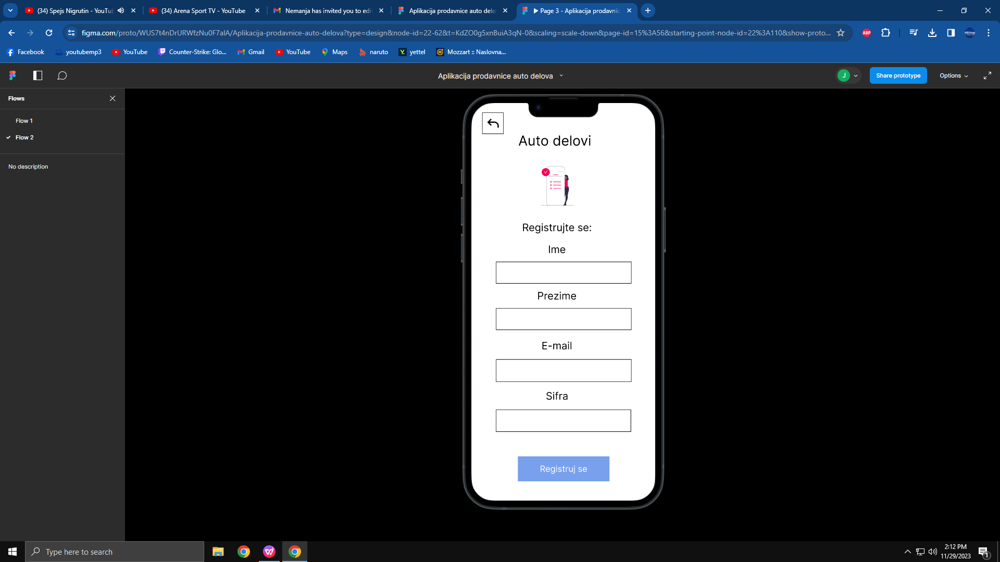 (34) Spejs Nigrutin - YouTub
(34) Arena Sport TV - YouTube
Nemanja has invited you to edi
Aplikacija prodavnice auto delo
Page 3 - Aplikacija prodavnic
figma.com/proto/WUS7t4nDrURWfzNu0F7alA/Aplikacija-prodavnice-auto-delova?type=design&node-id=22-62&t=KdZO0g5xnBuiA3qN-0&scaling=scale-down&page-id=15%3A56&starting-point-node-id=22%3A110&show-proto...
ABP
Facebook
mp3
youtubemp3
YouTube
Counter-Strike: Glo...
Gmail
YouTube
Maps
naruto
Y.
yettel
Mozzart :: Naslovna...
Aplikacija prodavnice auto delova
J
Share prototype
Options
Flows
Flow 1
Flow 2
No description
Auto delovi
Registrujte se:
Ime
Prezime
E-mail
Sifra
Registruj se
Type here to search
2:12 PM
11/29/2023
1